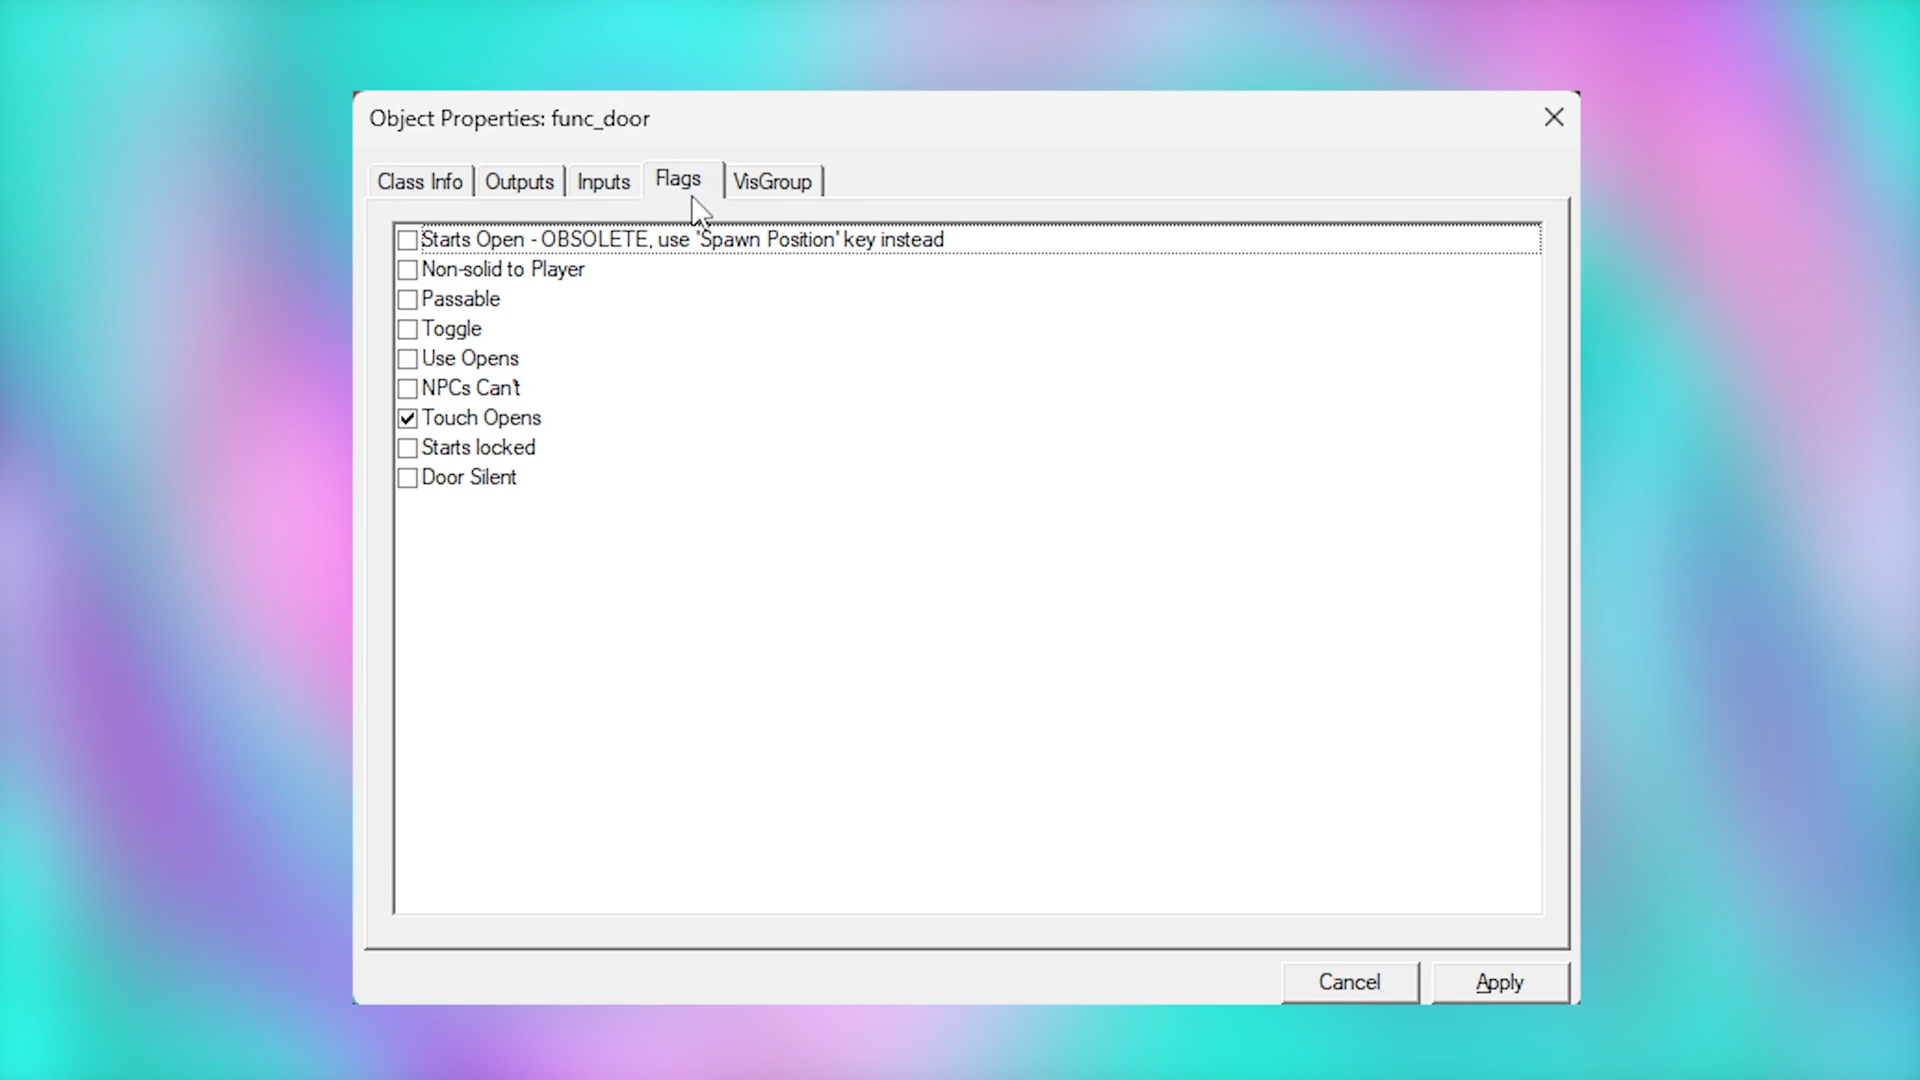 Object Properties: func_door
Class Info Outputs Inputs Flags VisGroup
Starts Open - OBSOLETE, use 'Spawn Position' key instead
Non-solid to Player
Passable
Toggle
Use Opens
NPCs Can't
Touch Opens
Starts locked
Door Silent
Cancel Apply